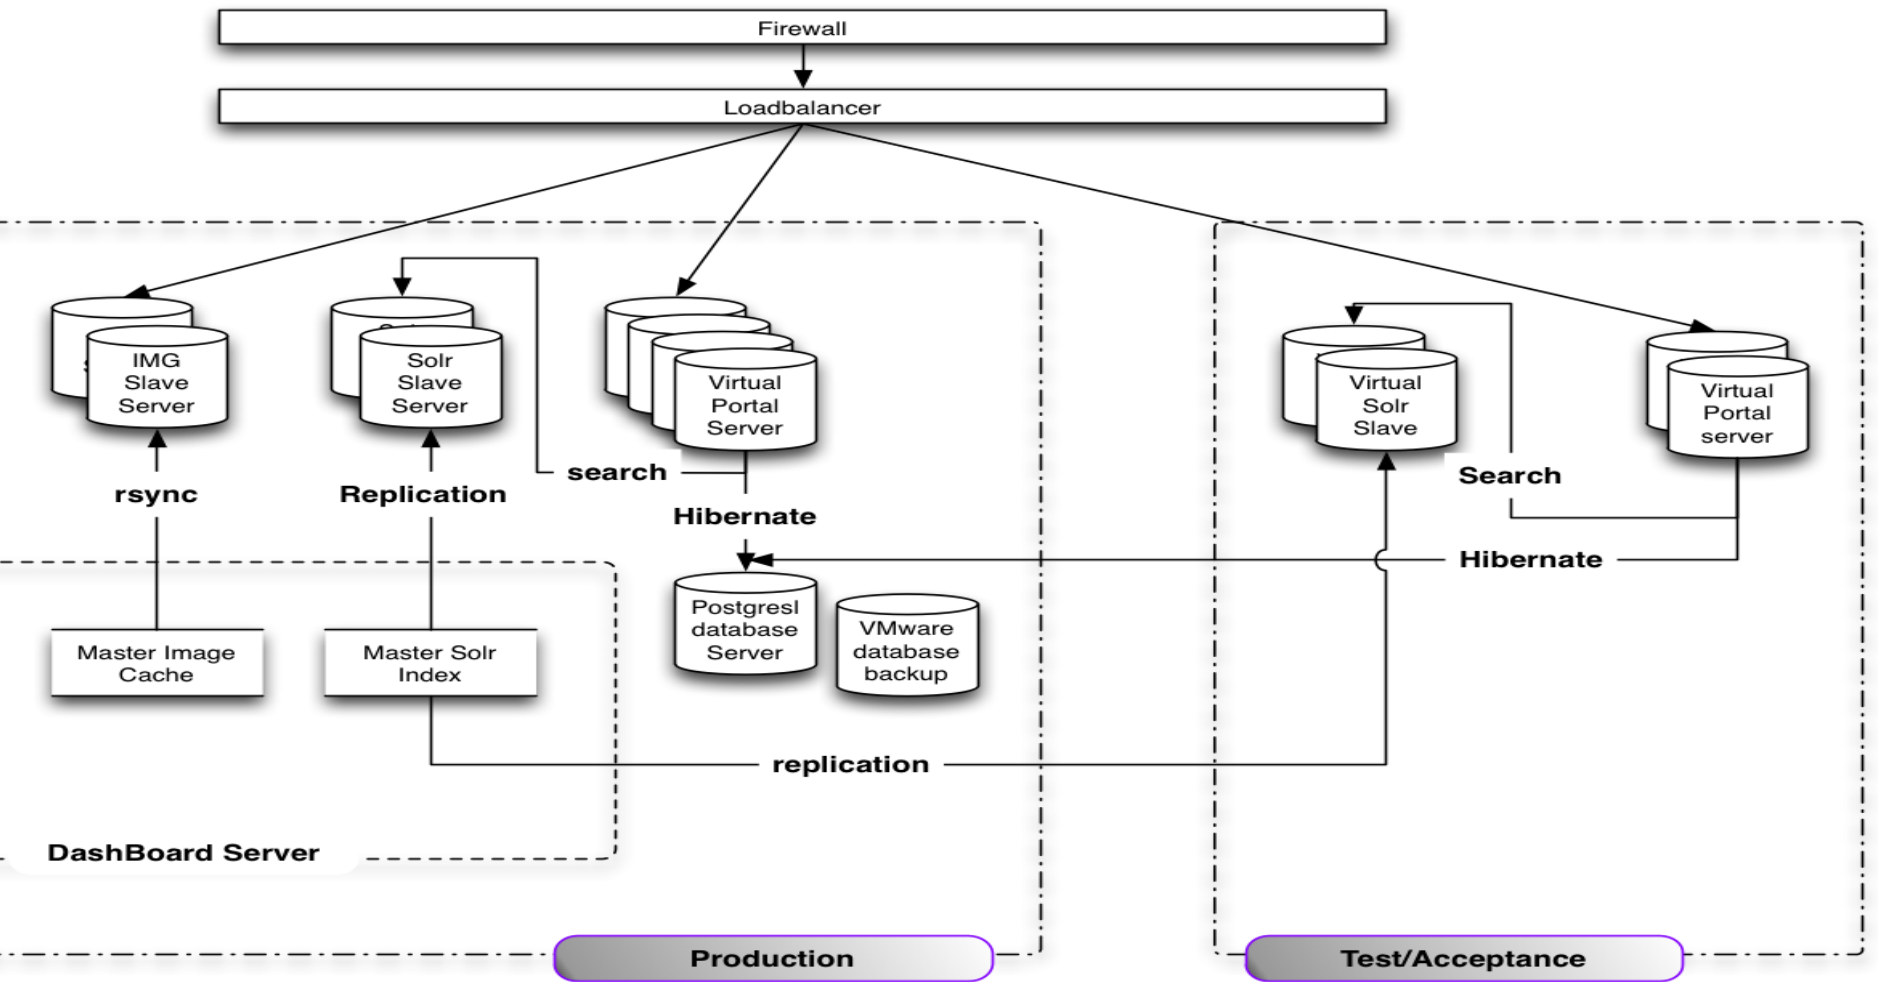 Firewall
Loadbalancer
IMG
Slave
Server
Solr
Slave
Server
Virtual
Portal
Server
Virtual
Solr
Slave
Virtual
Portal
server
search
Search
rsync
Replication
Hibernate
Hibernate
Postgresl
database
Server
VMware
database
backup
Master Image
Cache
Master Solr
Index
replication
DashBoard Server
Production
Test/Acceptance